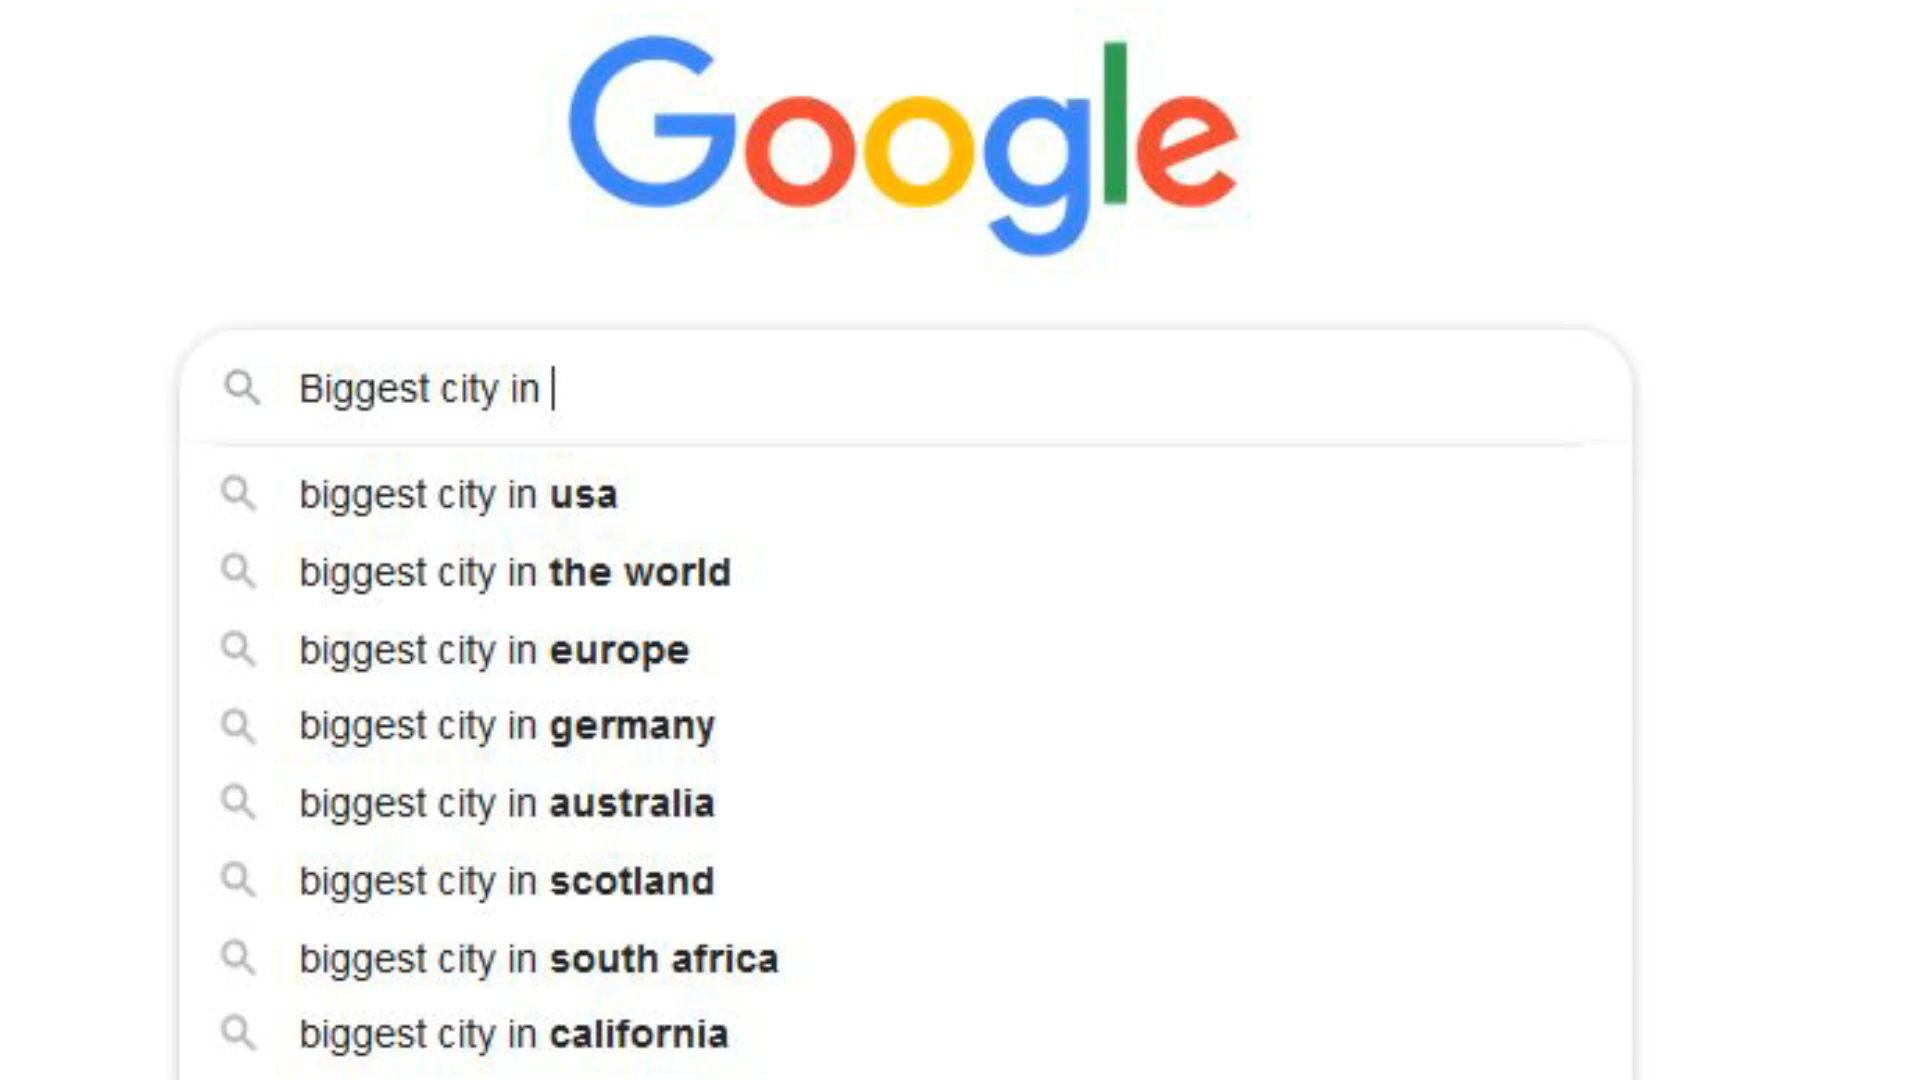 Google
Biggest city in
biggest city in usa
biggest city in the world
biggest city in europe
biggest city in germany
biggest city in australia
biggest city in scotland
biggest city in south africa
biggest city in california